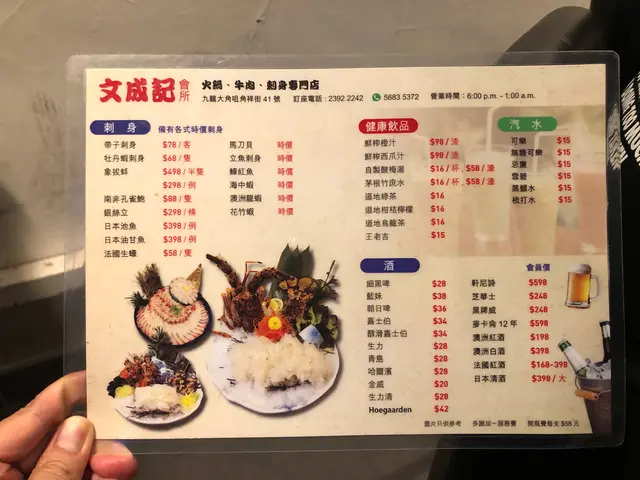 文成記 會所 火鍋、牛肉、刺身專門店
九龍大角咀角祥街 41 號 訂座電話 : 2392 2242 5683 5372 營業時間 : 6:00 p.m. - 1:00 a.m.
刺身 備有各式時價刺身
帶子刺身 $78 / 客
牡丹蝦刺身 $68 / 隻
象拔蚌 $498 / 半隻
$298 / 例
南非孔雀鮑 $88 / 隻
銀絲立 $298 / 條
日本池魚 $398 / 例
日本油甘魚 $398 / 例
法國生蠔 $58 / 隻
馬刀貝 時價
立魚刺身 時價
鱆紅魚 時價
海中蝦 時價
澳洲龍蝦 時價
花竹蝦 時價
健康飲品
鮮榨橙汁 $98 / 渣
鮮榨西瓜汁 $98 / 渣
自製酸梅湯 $16 / 杯, $58 / 渣
茅根竹蔗水 $16 / 杯, $58 / 渣
道地綠茶 $16
道地柑桔檸檬 $16
道地烏龍茶 $16
王老吉 $15
汽水
可樂 $15
無糖可樂 $15
忌廉 $15
雲碧 $15
蒸餾水 $15
梳打水 $15
酒
細黑啤 $28
藍妹 $38
朝日啤 $36
嘉士伯 $34
醇滑嘉士伯 $34
生力 $28
青島 $28
哈爾濱 $28
金威 $20
生力清 $28
Hoegaarden $42
會員價
軒尼詩 $598
芝華士 $248
黑牌威 $248
麥卡侖 12 年 $598
澳洲紅酒 $198
澳洲白酒 $398
法國紅酒 $168-398
日本清酒 $398 / 大
圖片只供參考 多謝加一服務費 開瓶費每支 $58 元